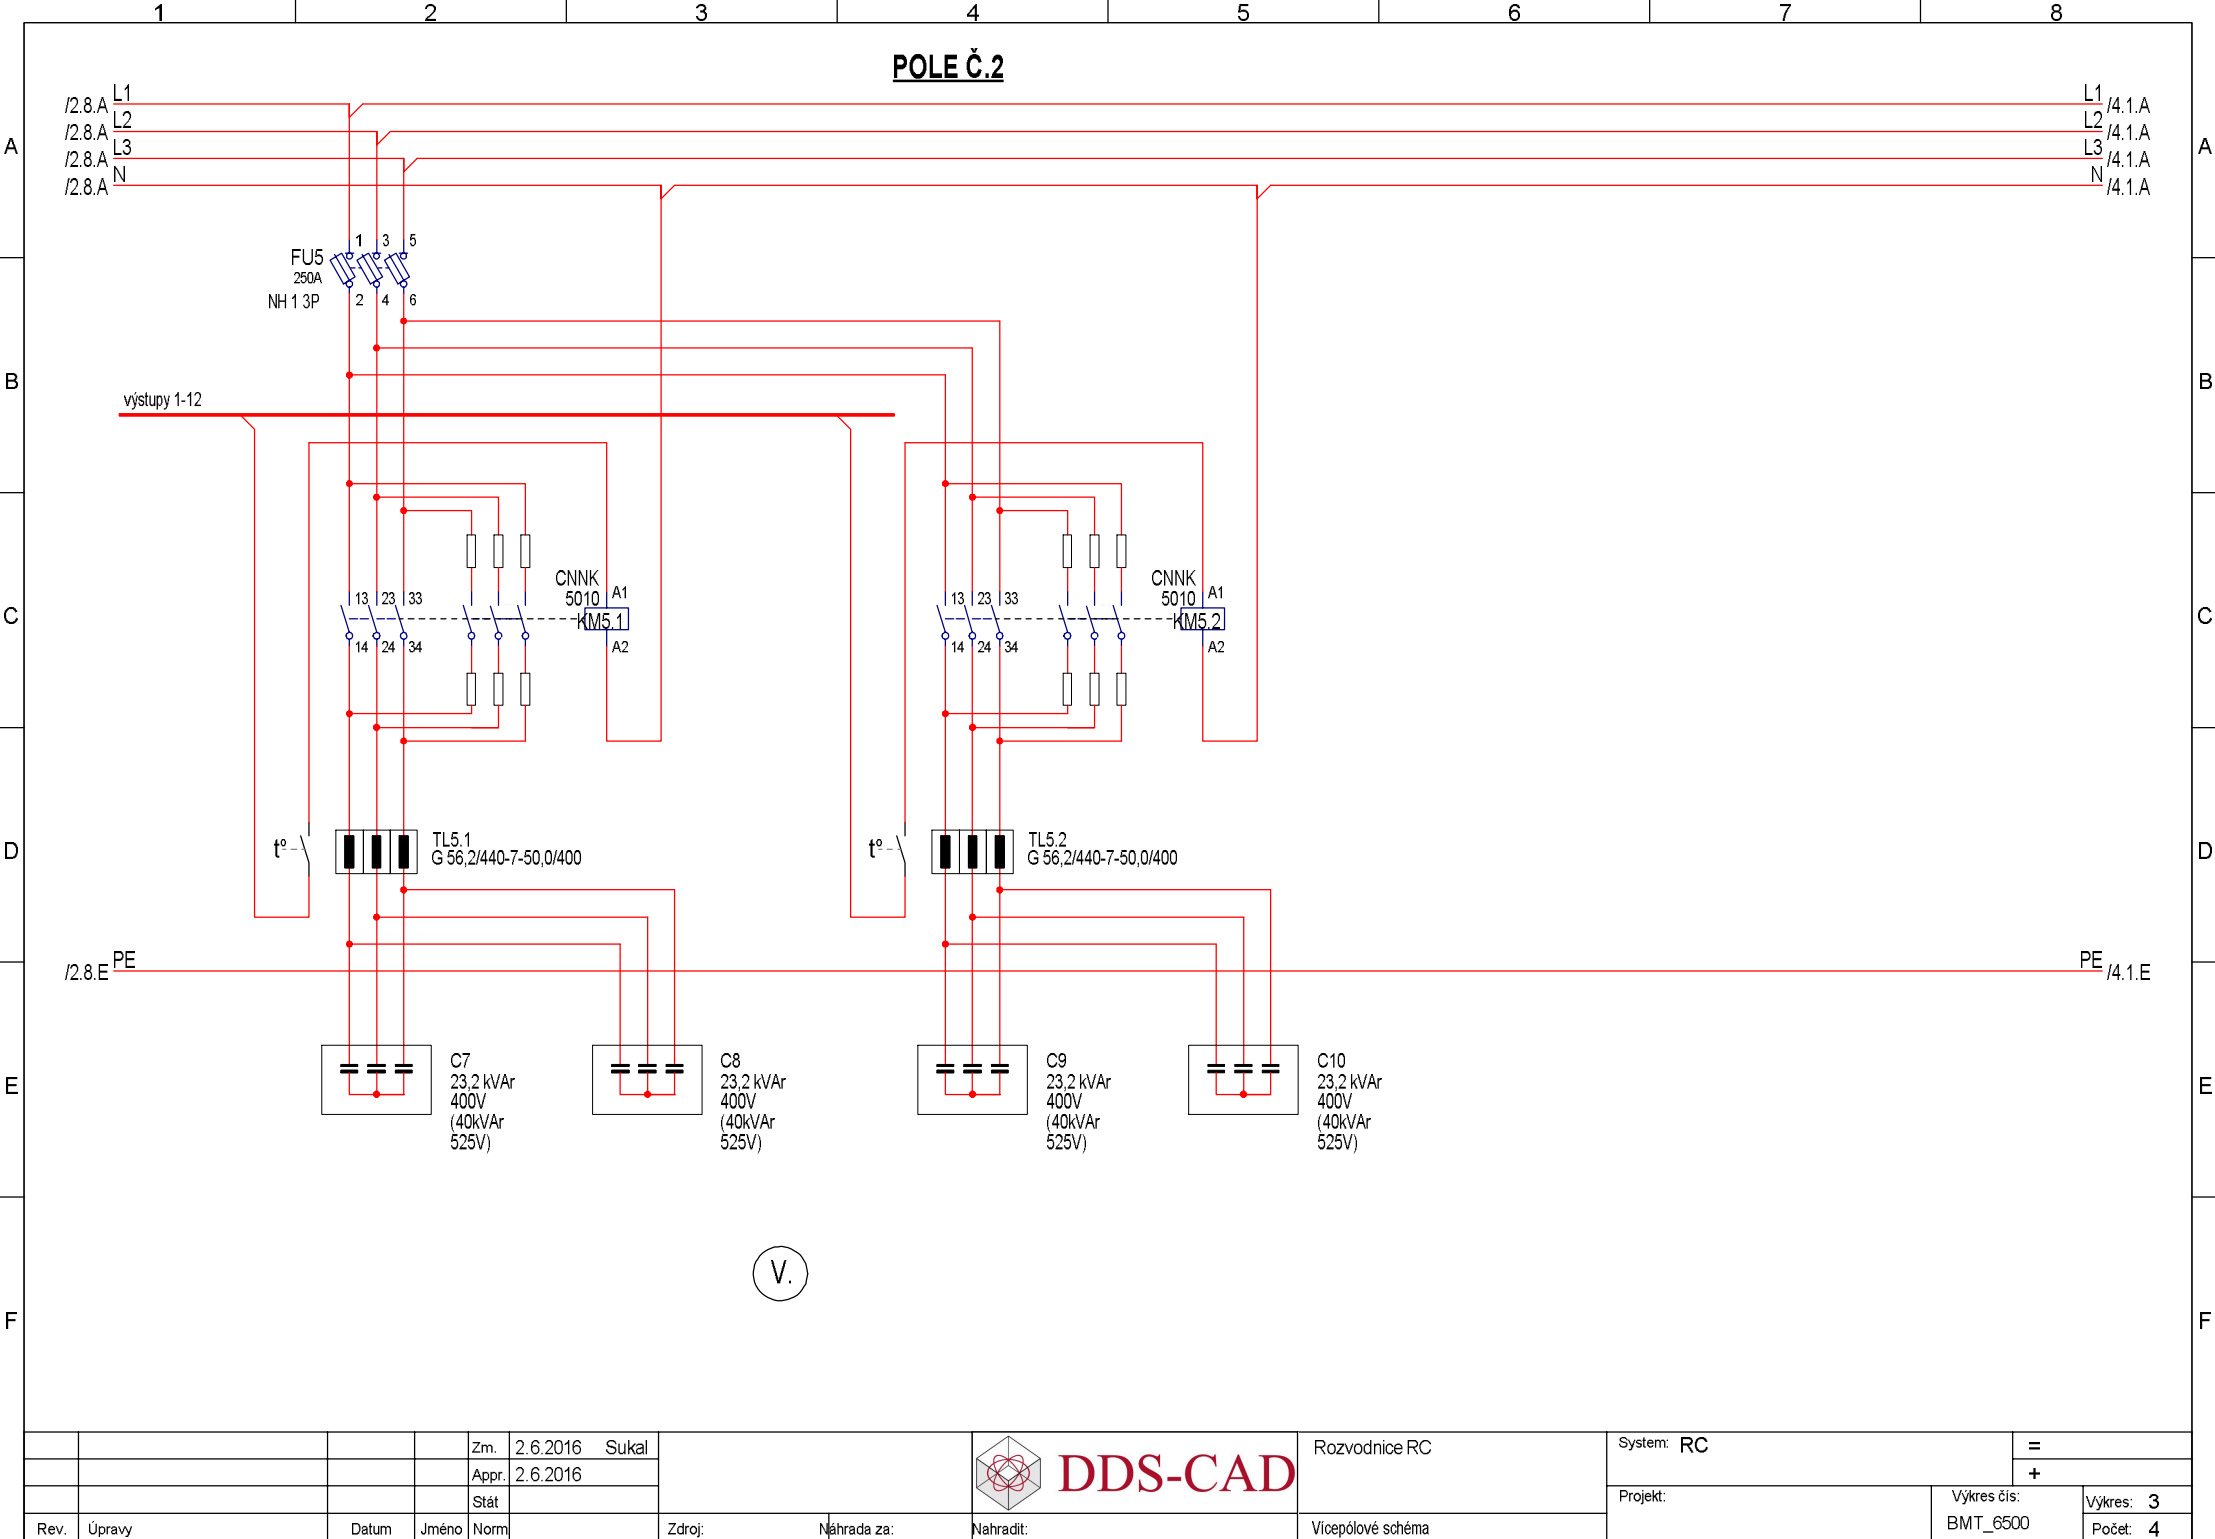 1 2 3 4 5 6 7 8
POLE Č.2
/2.8.A L1 L1 /4.1.A
/2.8.A L2 L2 /4.1.A
A A
/2.8.A L3 L3 /4.1.A
/2.8.A N N /4.1.A
1 3 5
FU5
250A
NH 1 3P 2 4 6
B B
výstupy 1-12
CNNK A1 CNNK A1
13 23 33 5010 13 23 33 5010
C KM5.1 KM5.2 C
14 24 34 A2 14 24 34 A2
TL5.1 TL5.2
D t° G 56,2/440-7-50,0/400 t° G 56,2/440-7-50,0/400 D
/2.8.E PE PE /4.1.E
C7 C8 C9 C10
E 23,2 kVAr 23,2 kVAr 23,2 kVAr 23,2 kVAr E
400V 400V 400V 400V
(40kVAr (40kVAr (40kVAr (40kVAr
525V) 525V) 525V) 525V)
V.
F F
Zm. 2.6.2016 Sukal
DDS-CAD
Rozvodnice RC
System: RC
=
Appr. 2.6.2016
+
Stát
Projekt:
Výkres čís:
Výkres: 3
BMT_6500
Rev. Úpravy Datum Jméno Norm Zdroj: Náhrada za: Nahradit: Vícepólové schéma Počet: 4